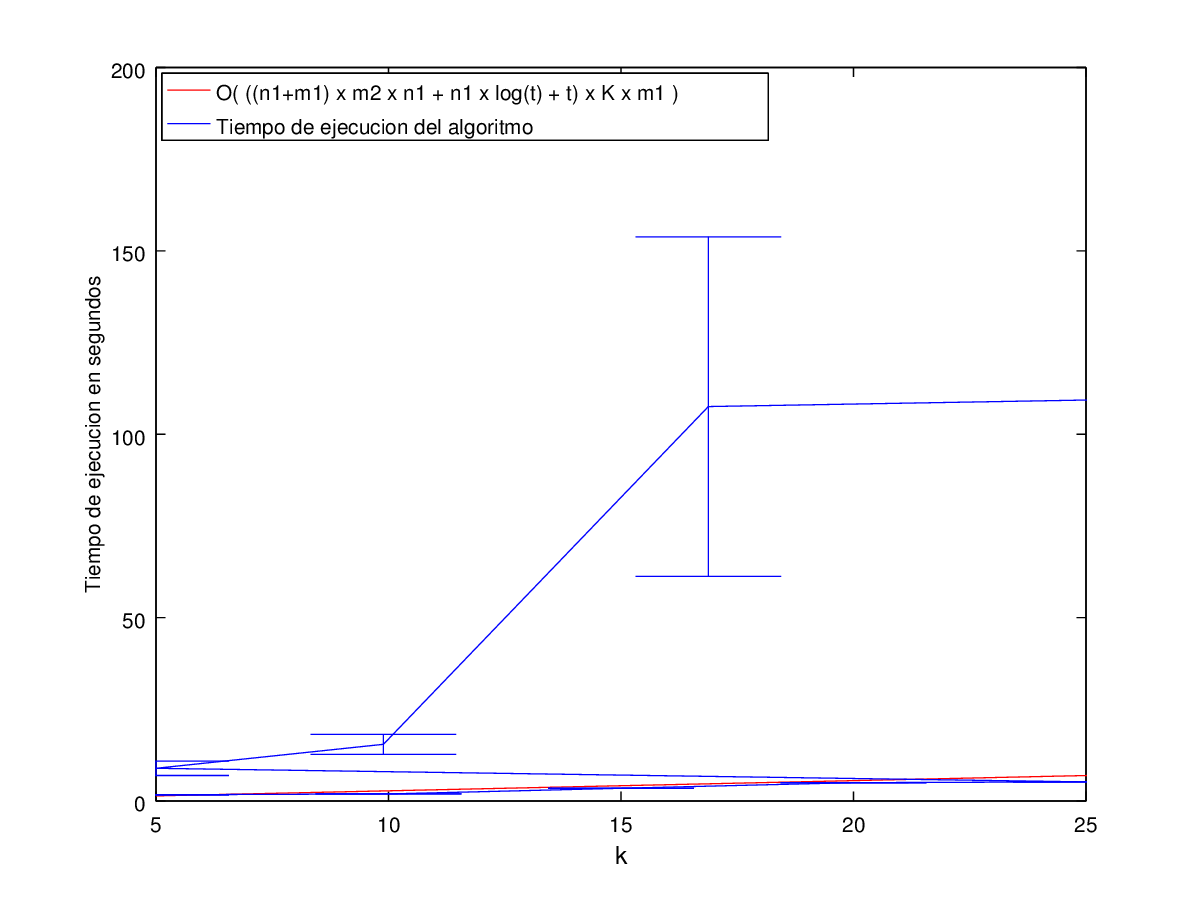 200
O( ((n1+m1) x m2 x n1 + n1 x log(t) + t) x K x m1 )
Tiempo de ejecucion del algoritmo
150
100
50
0
Tiempo de ejecucion en segundos
5 10 15 20 25
k